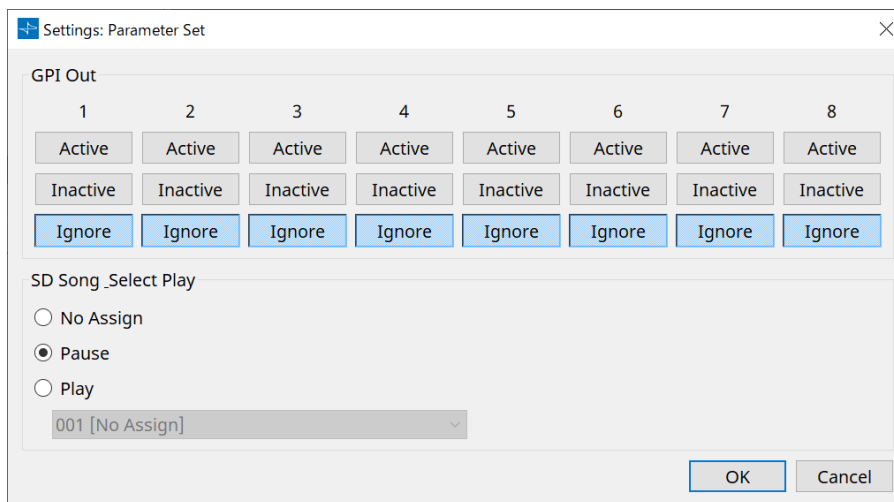 Settings: Parameter Set
GPI Out
1 2 3 4 5 6 7 8
Active Active Active Active Active Active Active Active
Inactive Inactive Inactive Inactive Inactive Inactive Inactive Inactive
Ignore Ignore Ignore Ignore Ignore Ignore Ignore Ignore
SD Song _Select Play
No Assign
Pause
Play
001 [No Assign]
OK Cancel